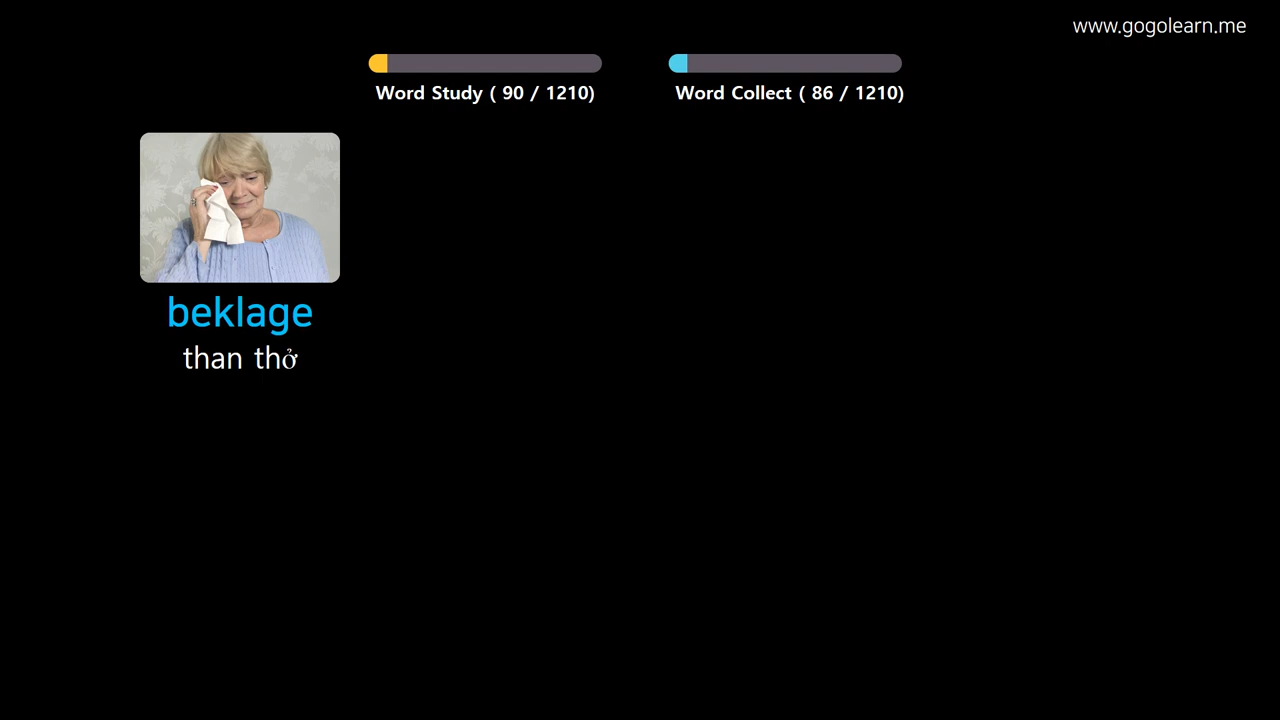 www.gogolearn.me
Word Study ( 90 / 1210)
Word Collect ( 86 / 1210)
beklage
than thở